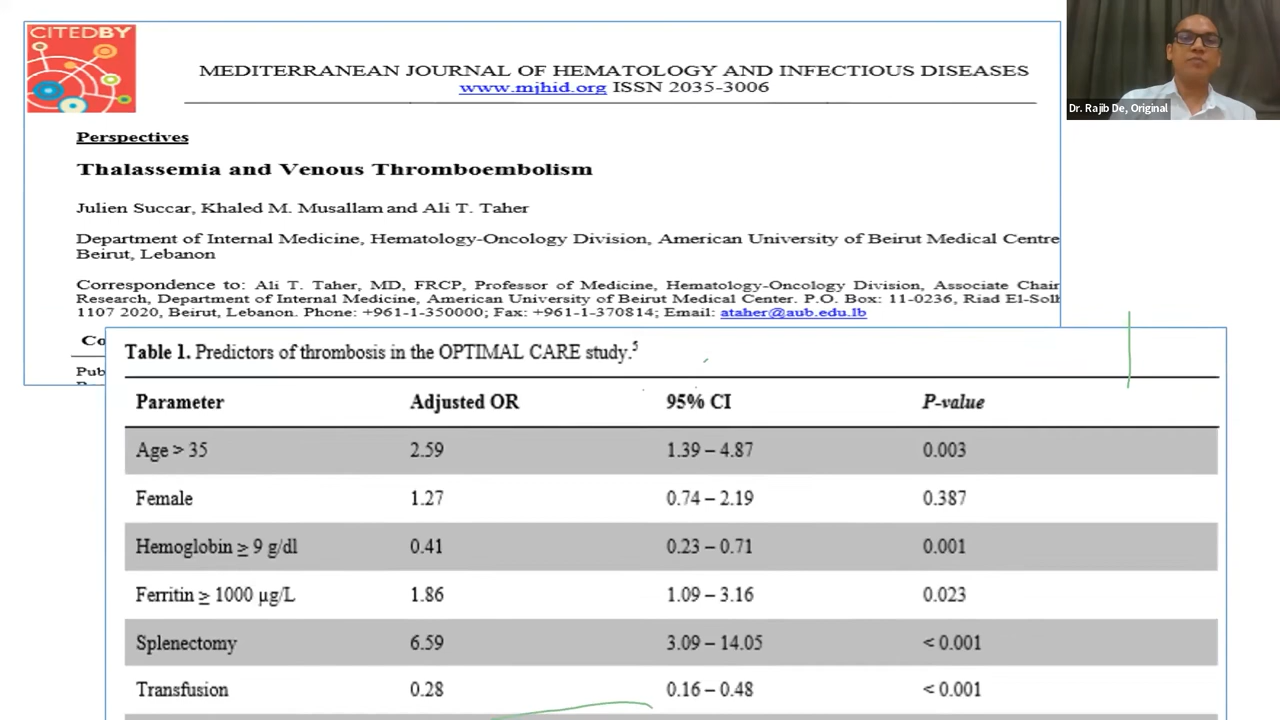 CITEDBY
MEDITERRANEAN JOURNAL OF HEMATOLOGY AND INFECTIOUS DISEASES
www.mjhid.org ISSN 2035-3006
Dr. Rajib De, Original
Perspectives
Thalassemia and Venous Thromboembolism
Julien Succar, Khaled M. Musallam and Ali T. Taher
Department of Internal Medicine, Hematology-Oncology Division, American University of Beirut Medical Centre
Beirut, Lebanon
Correspondence to: Ali T. Taher, MD, FRCP, Professor of Medicine, Hematology-Oncology Division, Associate Chair
Research, Department of Internal Medicine, American University of Beirut Medical Center. P.O. Box: 11-0236, Riad El-Solh
1107 2020, Beirut, Lebanon. Phone: +961-1-350000; Fax: +961-1-370814; Email: ataher@aub.edu.lb
Co
Pub
Table 1. Predictors of thrombosis in the OPTIMAL CARE study.5
Parameter Adjusted OR 95% CI P-value
Age > 35 2.59 1.39 – 4.87 0.003
Female 1.27 0.74 – 2.19 0.387
Hemoglobin ≥ 9 g/dl 0.41 0.23 – 0.71 0.001
Ferritin ≥ 1000 µg/L 1.86 1.09 – 3.16 0.023
Splenectomy 6.59 3.09 – 14.05 < 0.001
Transfusion 0.28 0.16 – 0.48 < 0.001